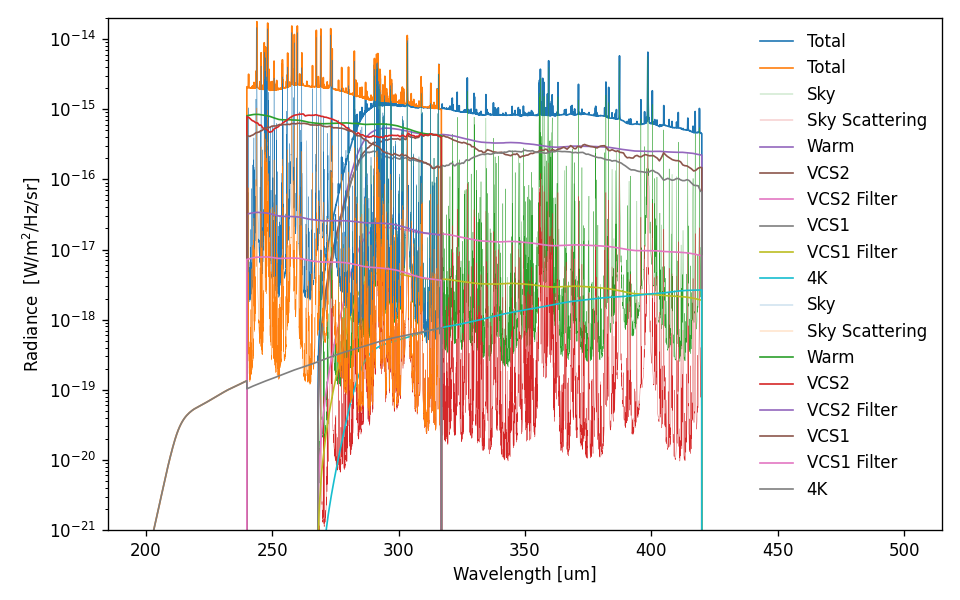 10⁻¹⁴
10⁻¹⁵
10⁻¹⁶
10⁻¹⁷
10⁻¹⁸
10⁻¹⁹
10⁻²⁰
10⁻²¹
Radiance [W/m²/Hz/sr]
200 250 300 350 400 450 500
Wavelength [um]
Total
Total
Sky
Sky Scattering
Warm
VCS2
VCS2 Filter
VCS1
VCS1 Filter
4K
Sky
Sky Scattering
Warm
VCS2
VCS2 Filter
VCS1
VCS1 Filter
4K